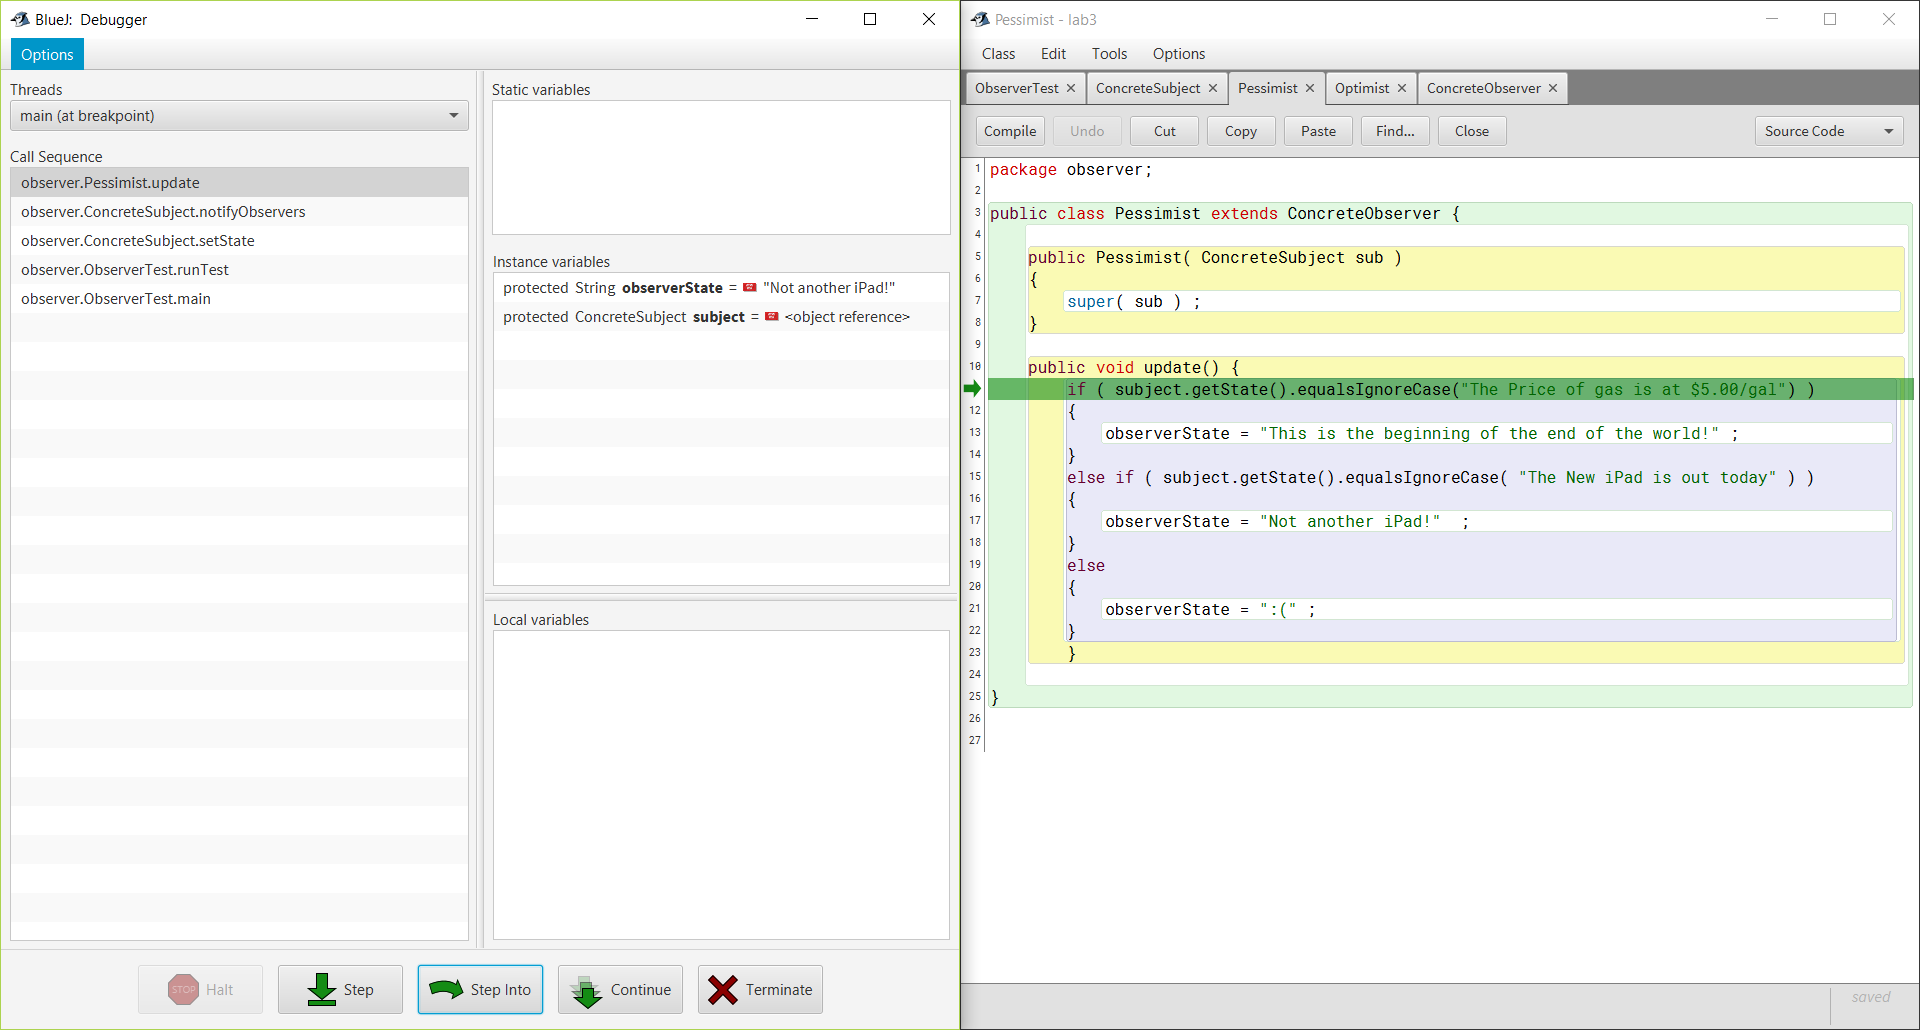 BlueJ: Debugger
Options
Threads
main (at breakpoint)
Call Sequence
observer.Pessimist.update
observer.ConcreteSubject.notifyObservers
observer.ConcreteSubject.setState
observer.ObserverTest.runTest
observer.ObserverTest.main
Static variables
Instance variables
protected String observerState = "Not another iPad!"
protected ConcreteSubject subject = <object reference>
Local variables
STOP Halt
Step
Step Into
Continue
Terminate
Pessimist - lab3
Class Edit Tools Options
ObserverTest ConcreteSubject Pessimist Optimist ConcreteObserver
Compile Undo Cut Copy Paste Find... Close Source Code
1 package observer;
2
3 public class Pessimist extends ConcreteObserver {
4
5 public Pessimist( ConcreteSubject sub )
6 {
7 super( sub ) ;
8 }
9
10 public void update() {
if ( subject.getState().equalsIgnoreCase("The Price of gas is at $5.00/gal") )
12 {
13 observerState = "This is the beginning of the end of the world!" ;
14 }
15 else if ( subject.getState().equalsIgnoreCase( "The New iPad is out today" ) )
16 {
17 observerState = "Not another iPad!" ;
18 }
19 else
20 {
21 observerState = ":(" ;
22 }
23 }
24
25 }
26
27
saved